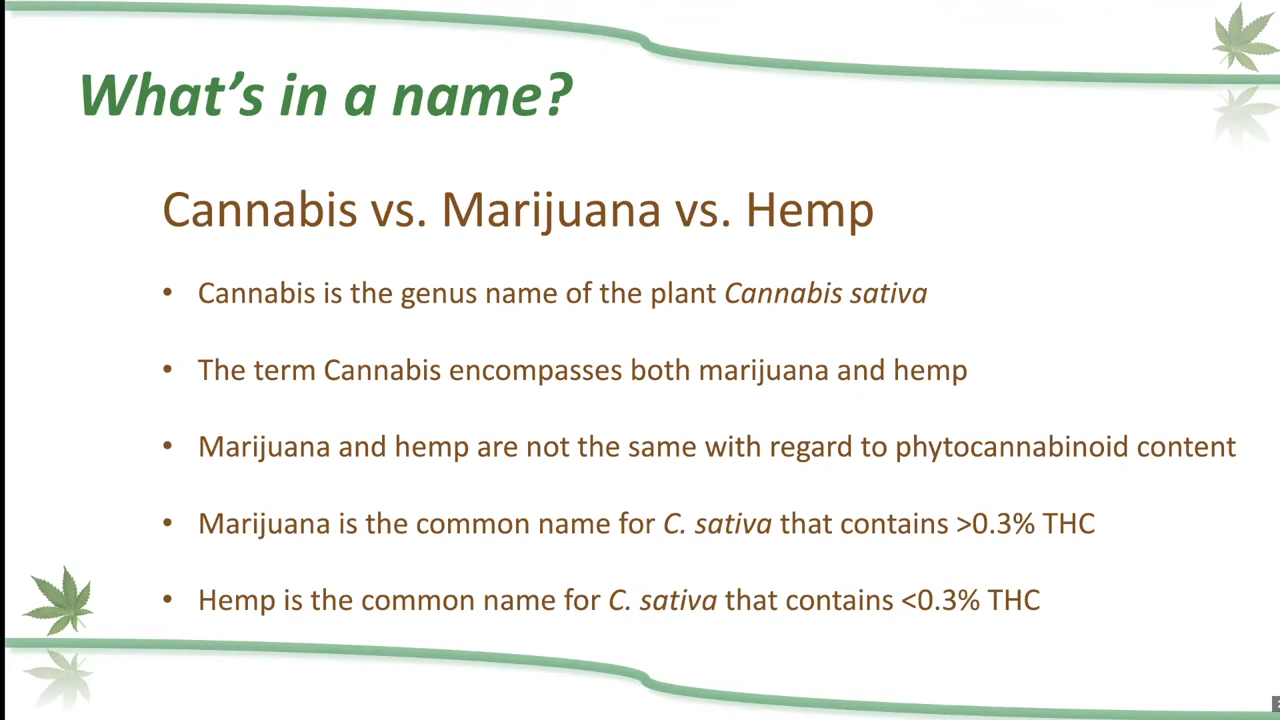 What’s in a name?
Cannabis vs. Marijuana vs. Hemp
• Cannabis is the genus name of the plant Cannabis sativa
• The term Cannabis encompasses both marijuana and hemp
• Marijuana and hemp are not the same with regard to phytocannabinoid content
• Marijuana is the common name for C. sativa that contains >0.3% THC
• Hemp is the common name for C. sativa that contains <0.3% THC